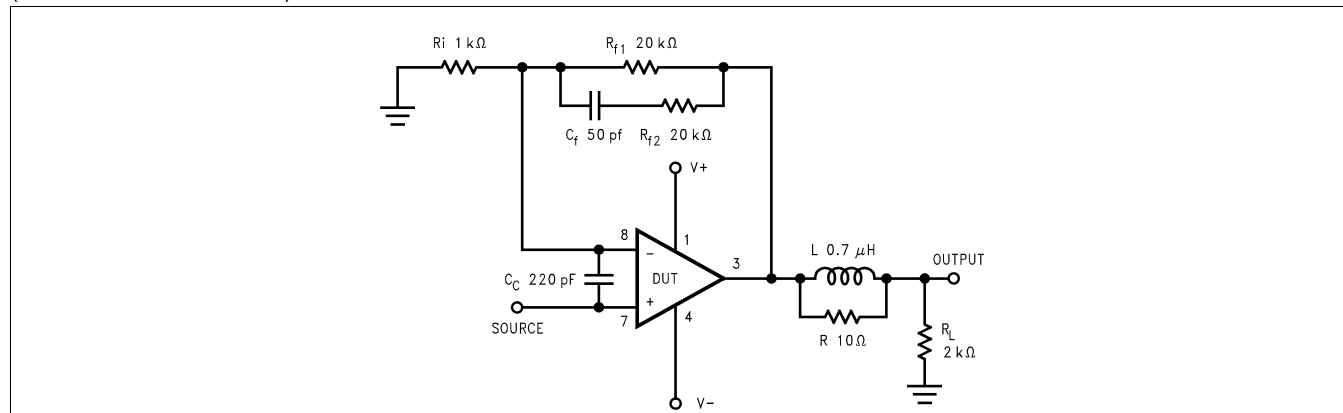 Ri 1 kΩ
Rf1 20 kΩ
Cf 50 pf
Rf2 20 kΩ
V+
8
1
L 0.7 μH
OUTPUT
−
3
CC 220 pF
DUT
+
SOURCE
7
4
R 10Ω
RL
2 kΩ
V−